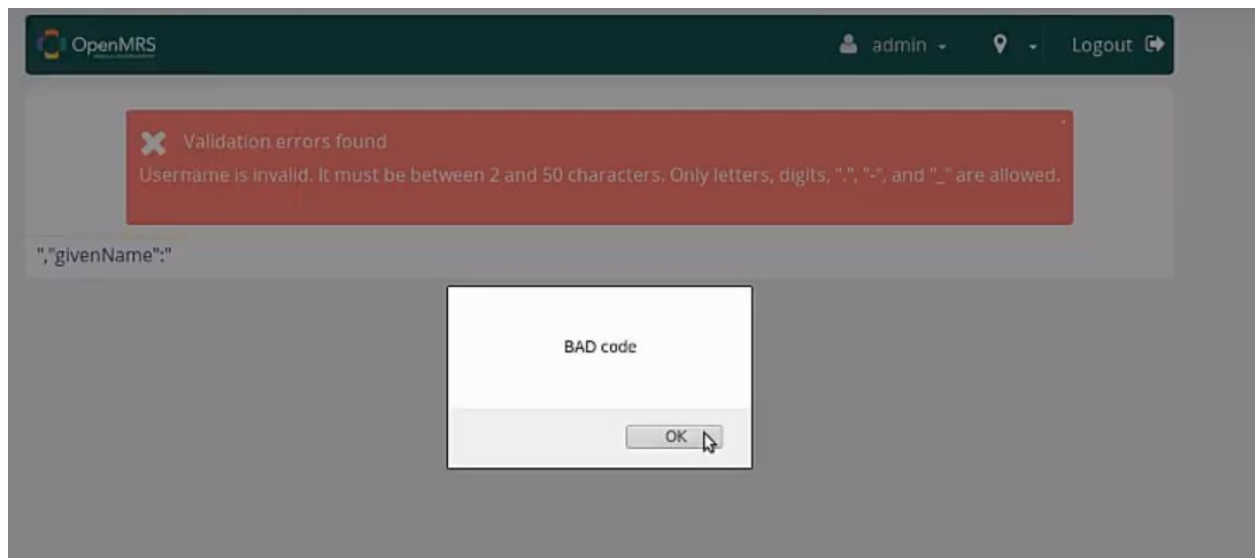 OpenMRS
admin
Logout
Validation errors found
Username is invalid. It must be between 2 and 50 characters. Only letters, digits, ".", "-", and "_" are allowed.
","givenName":"
BAD code
OK